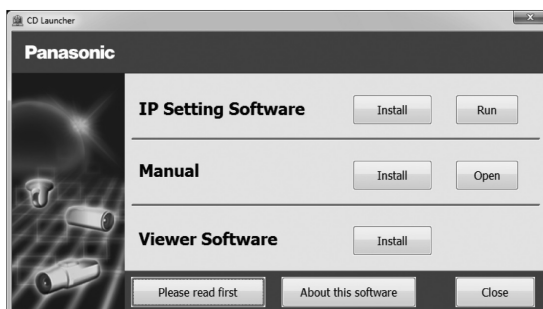 CD Launcher
Panasonic
IP Setting Software Install Run
Manual Install Open
Viewer Software Install
Please read first About this software Close